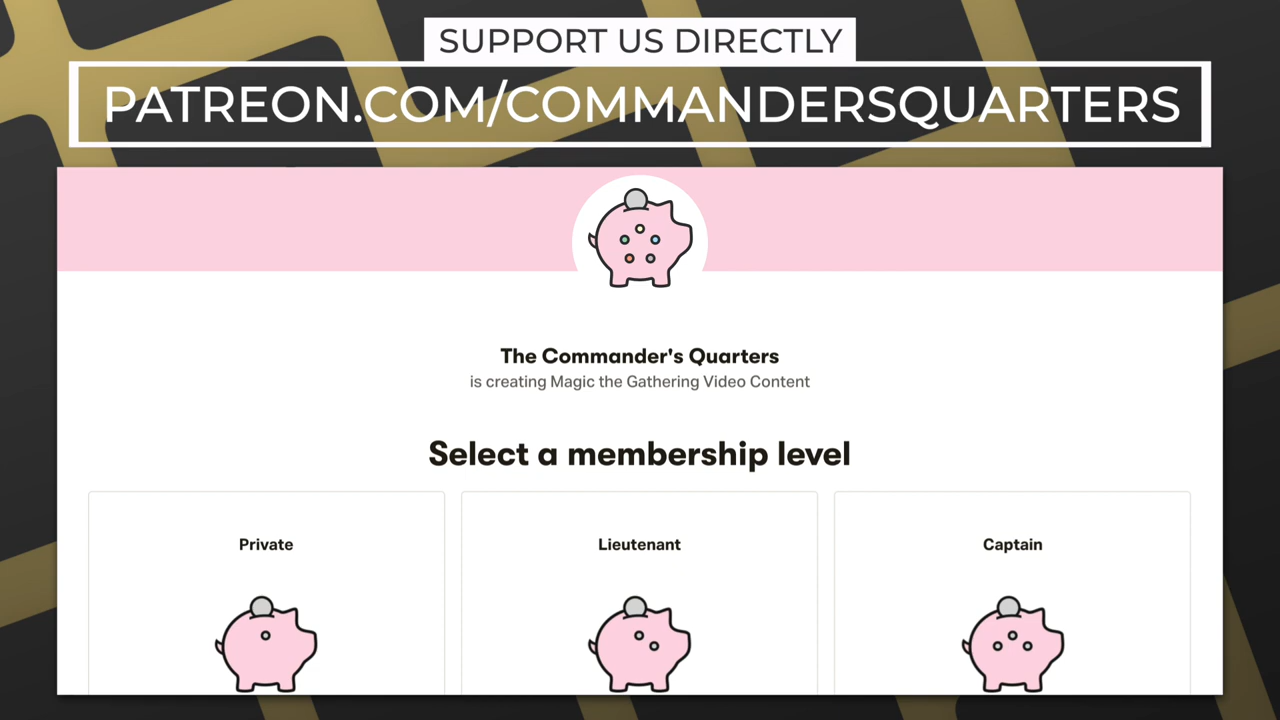 SUPPORT US DIRECTLY
PATREON.COM/COMMANDERSQUARTERS
The Commander's Quarters
is creating Magic the Gathering Video Content
Select a membership level
Private
Lieutenant
Captain